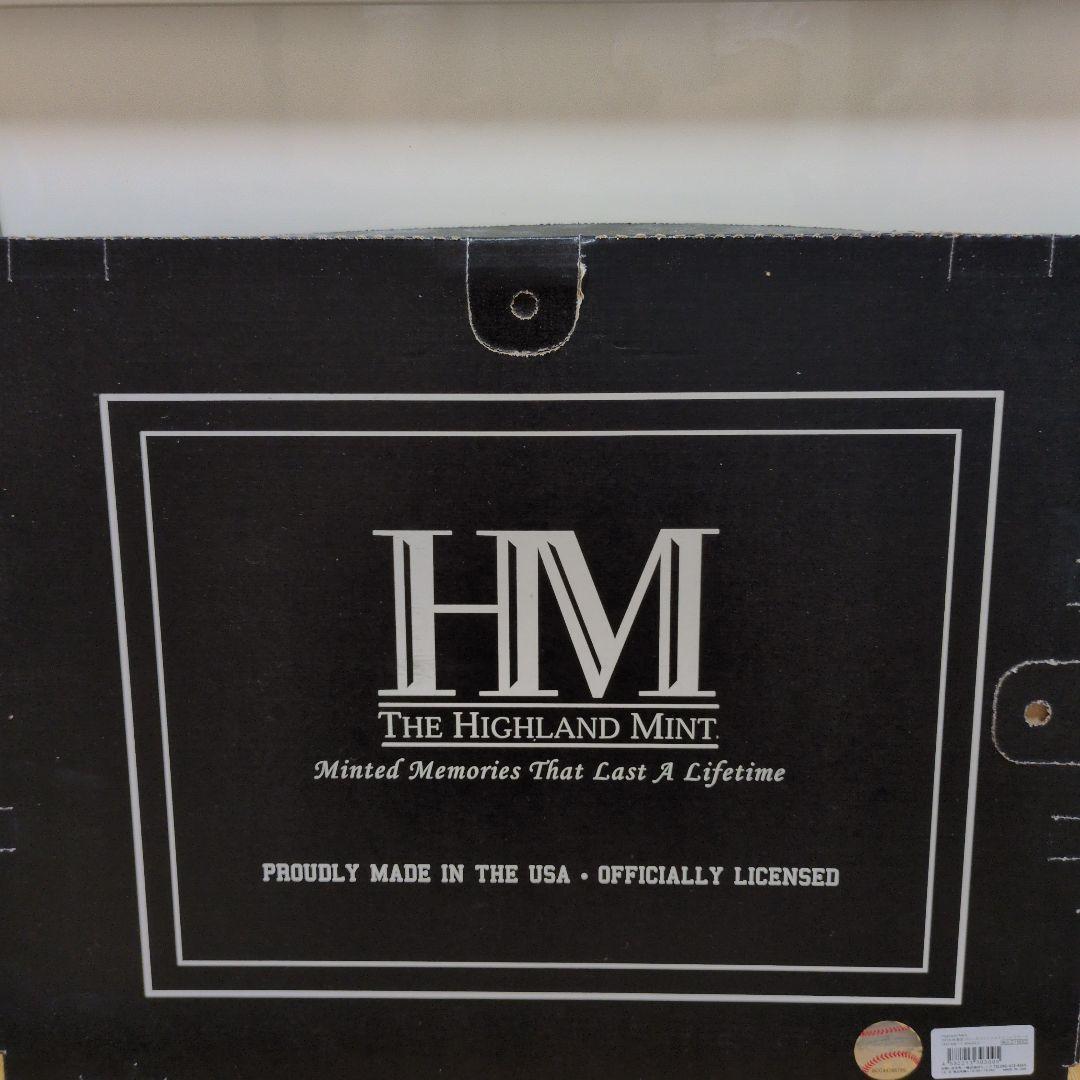 HM
THE HIGHLAND MINT.
Minted Memories That Last A Lifetime
PROUDLY MADE IN THE USA • OFFICIALLY LICENSED